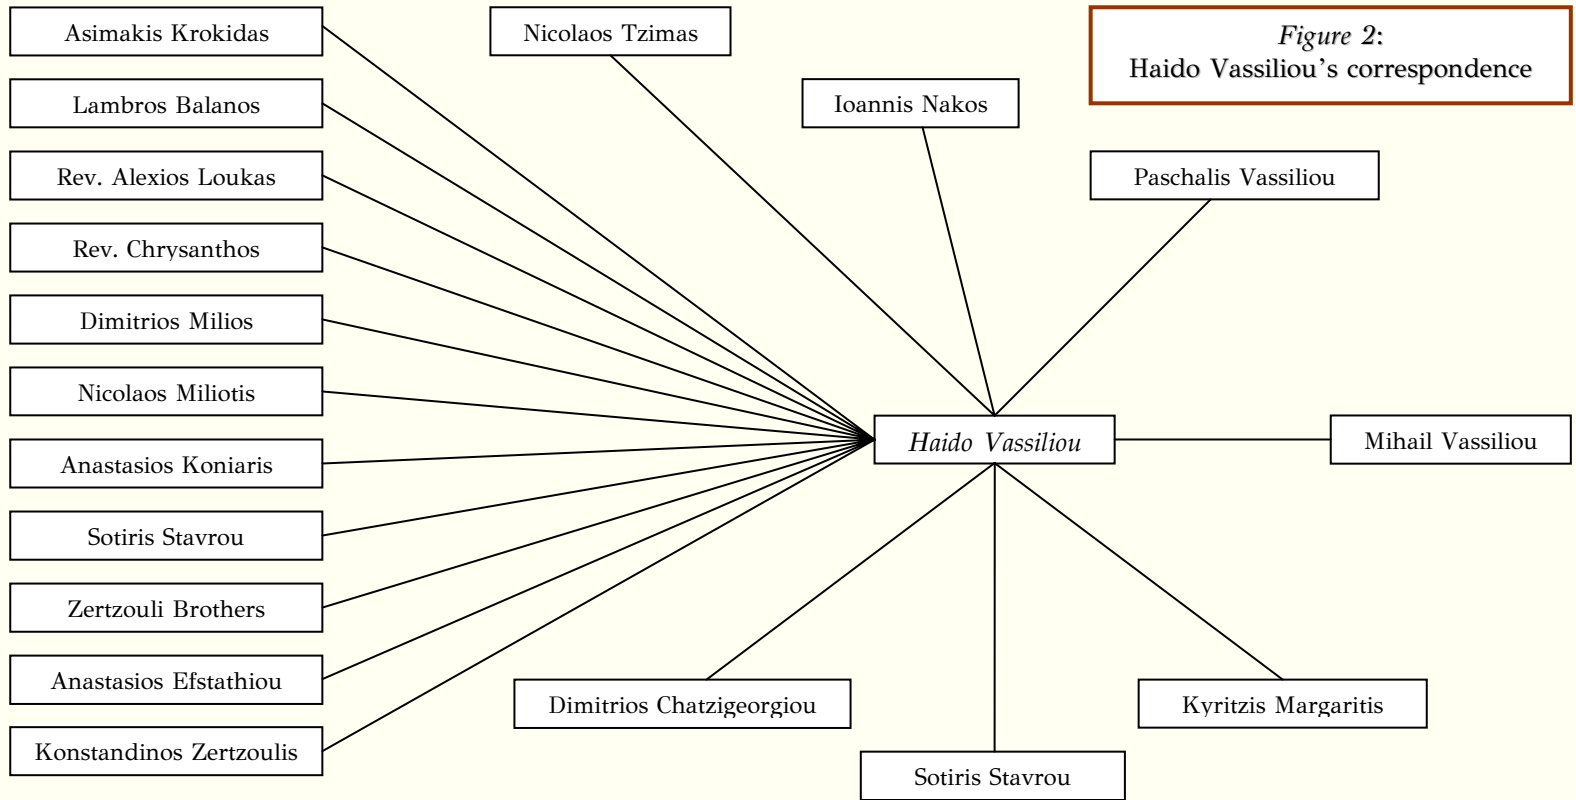 Asimakis Krokidas
Nicolaos Tzimas
Figure 2:
Haido Vassiliou's correspondence
Lambros Balanos
Ioannis Nakos
Rev. Alexios Loukas
Paschalis Vassiliou
Rev. Chrysanthos
Dimitrios Milios
Nicolaos Miliotis
Haido Vassiliou
Mihail Vassiliou
Anastasios Koniaris
Sotiris Stavrou
Zertzouli Brothers
Anastasios Efstathiou
Dimitrios Chatzigeorgiou
Kyritzis Margaritis
Konstandinos Zertzoulis
Sotiris Stavrou